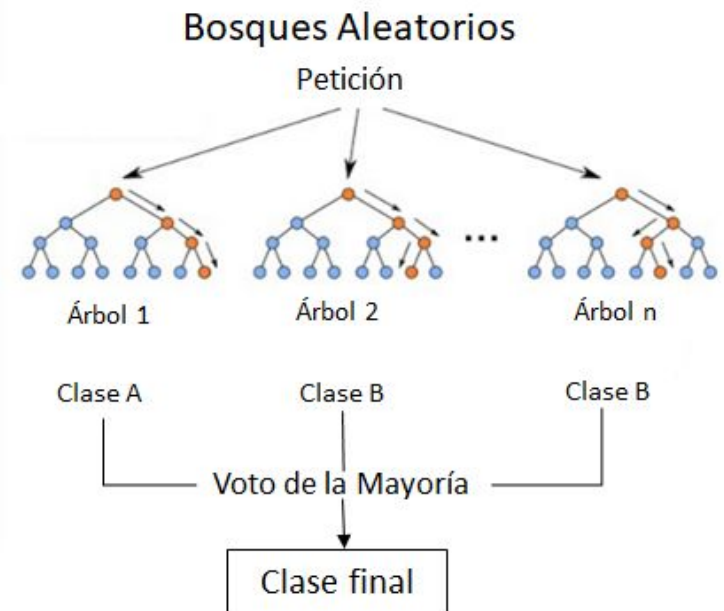 Bosques Aleatorios
Petición
...
Árbol 1
Árbol 2
Árbol n
Clase A
Clase B
Clase B
Voto de la Mayoría
Clase final